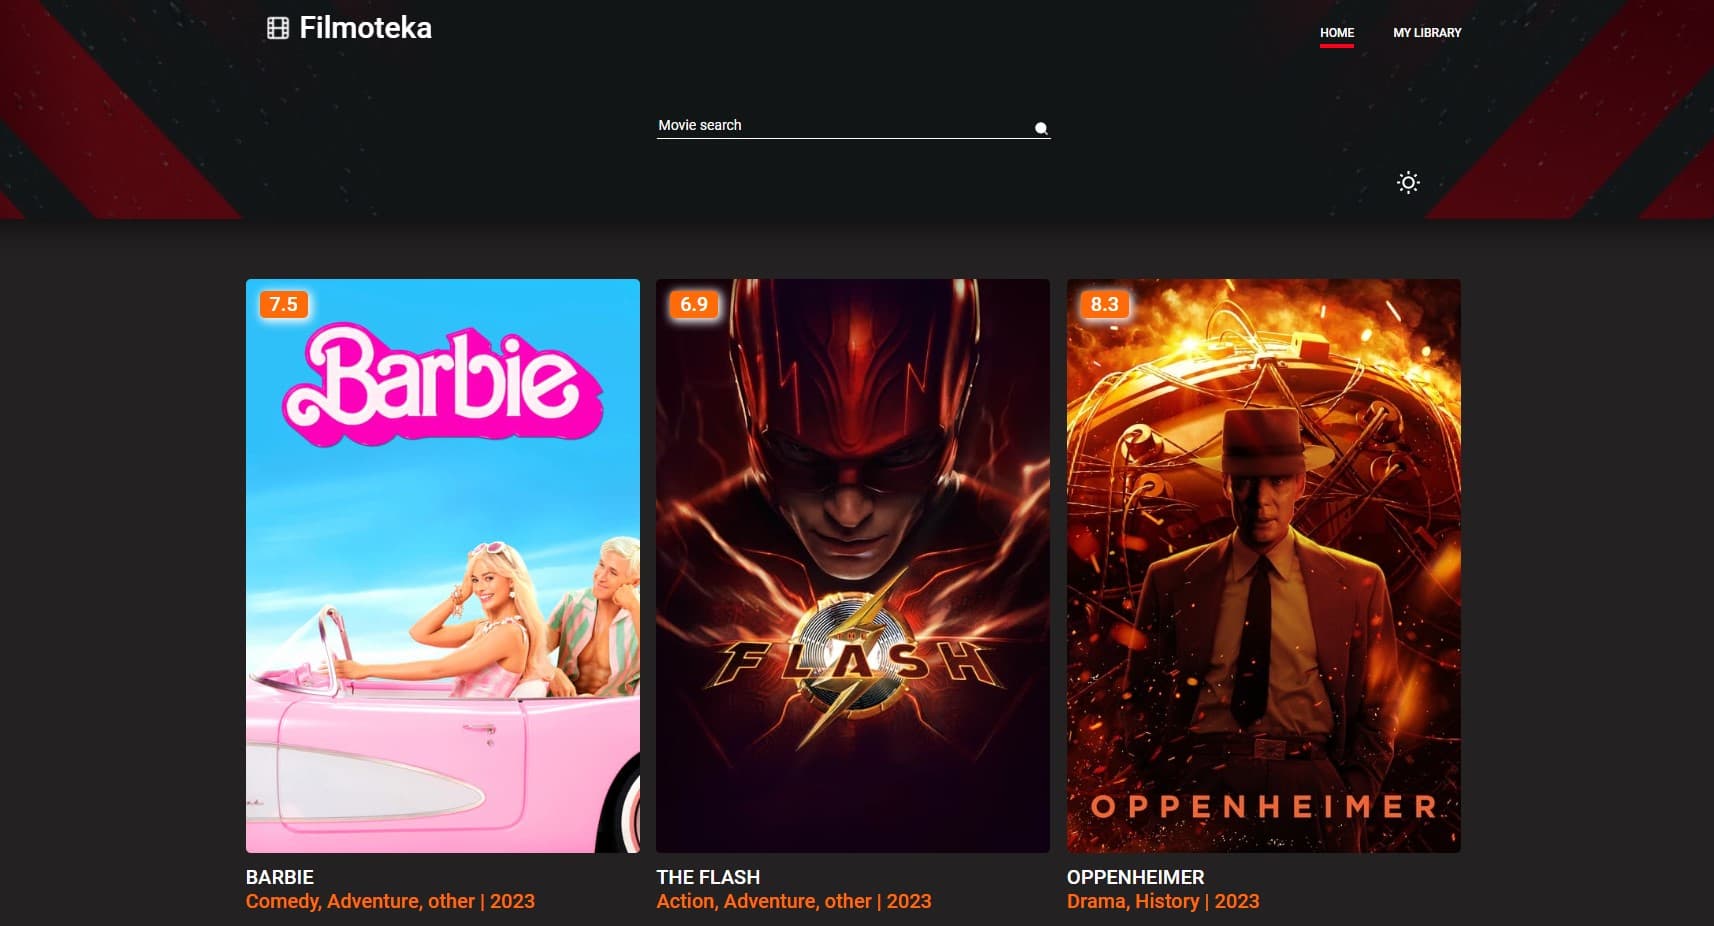 Filmoteka
HOME
MY LIBRARY
Movie search
7.5
Barbie
6.9
THE
FLASH
8.3
OPPENHEIMER
BARBIE
Comedy, Adventure, other | 2023
THE FLASH
Action, Adventure, other | 2023
OPPENHEIMER
Drama, History | 2023